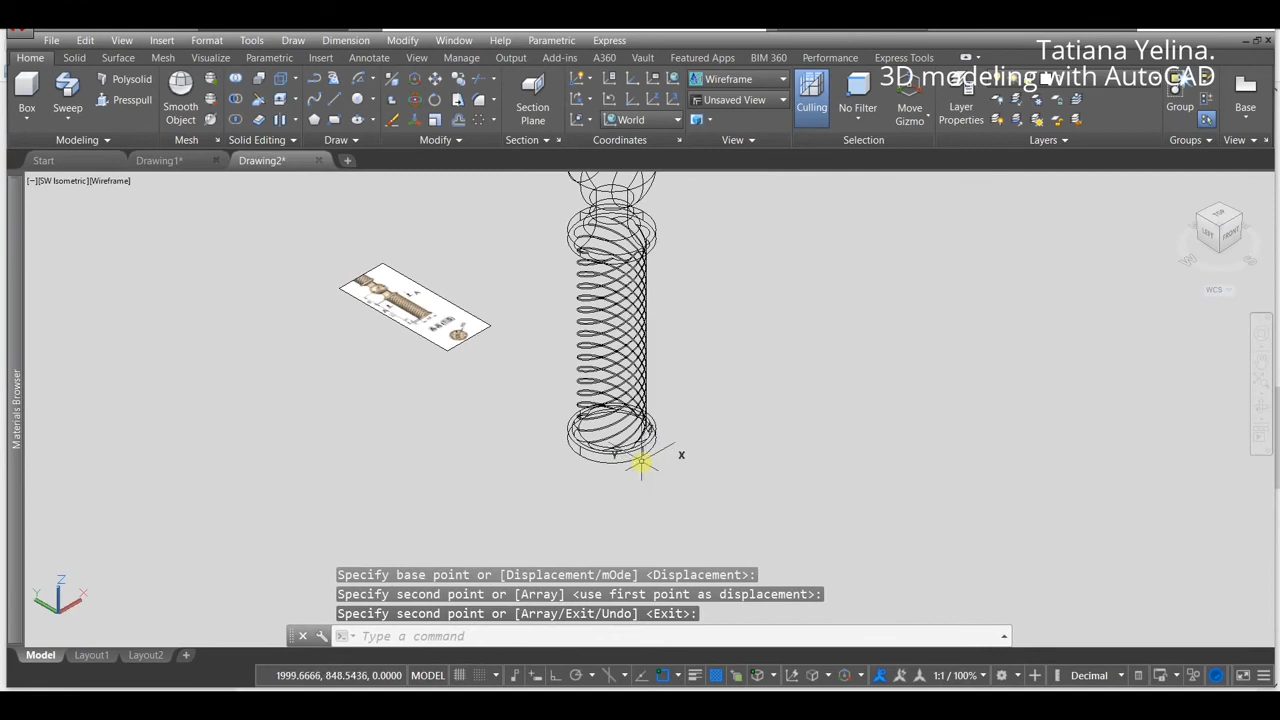 File Edit View Insert Format Tools Draw Dimension Modify Window Help Parametric Express
Tatiana Yelina.
3D modeling with AutoCAD
Home Solid Surface Mesh Visualize Parametric Insert Annotate View Manage Output Add-ins A360 Vault Featured Apps BIM 360 Performance Express Tools
Polysolid
Presspull
Box Sweep Smooth Object Section Plane Wireframe Unsaved View World Culling No Filter Move Gizmo Layer Properties Group Base
Modeling Mesh Solid Editing Draw Modify Section Coordinates View Selection Layers Groups View
Start Drawing1* Drawing2*
[−][SW Isometric][Wireframe]
TOP
LEFT FRONT
WCS
Materials Browser
X
Y
Z
Y X
Specify base point or [Displacement/mOde] <Displacement>:
Specify second point or [Array] <use first point as displacement>:
Specify second point or [Array/Exit/Undo] <Exit>:
Type a command
Model Layout1 Layout2
1999.6666, 848.5436, 0.0000 MODEL 1:1 / 100% Decimal